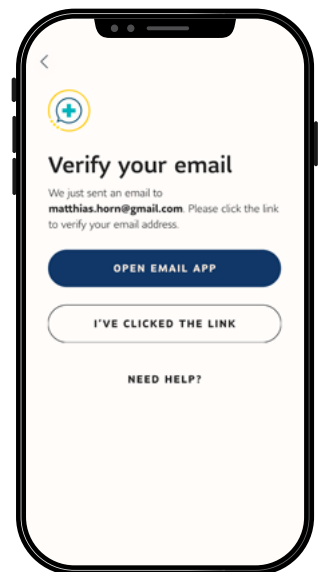 Verify your email
We just sent an email to
matthias.horn@gmail.com. Please click the link
to verify your email address.
OPEN EMAIL APP
I'VE CLICKED THE LINK
NEED HELP?